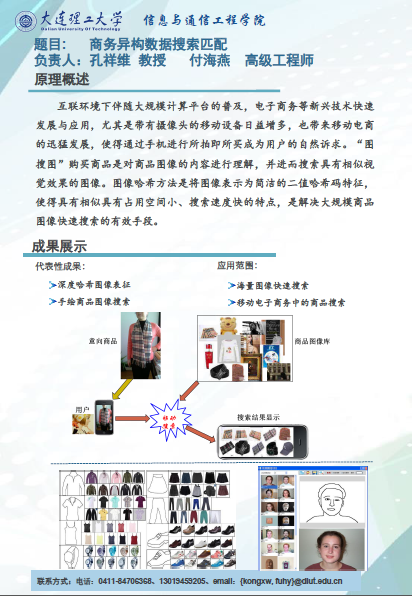 大连理工大学
Dalian University Of Technology
信息与通信工程学院
题目： 商务异构数据搜索匹配
负责人：孔祥维 教授 付海燕 高级工程师
原理概述
互联环境下伴随大规模计算平台的普及，电子商务等新兴技术快速
发展与应用，尤其是带有摄像头的移动设备日益增多，也带来移动电商
的迅猛发展，使得通过手机进行所拍即所买成为用户的自然诉求。“图
搜图”购买商品是对商品图像的内容进行理解，并进而搜索具有相似视
觉效果的图像。图像哈希方法是将图像表示为简洁的二值哈希码特征，
使得具有相似具有占用空间小、搜索速度快的特点，是解决大规模商品
图像快速搜索的有效手段。
成果展示
代表性成果：
应用范围：
深度哈希图像表征
海量图像快速搜索
手绘商品图像搜索
移动电子商务中的商品搜索
意向商品
商品图像库
用户
移动
搜索结果显示
联系方式：电话：0411-84706368、13019459205、email：{kongxw, fuhy}@dlut.edu.cn